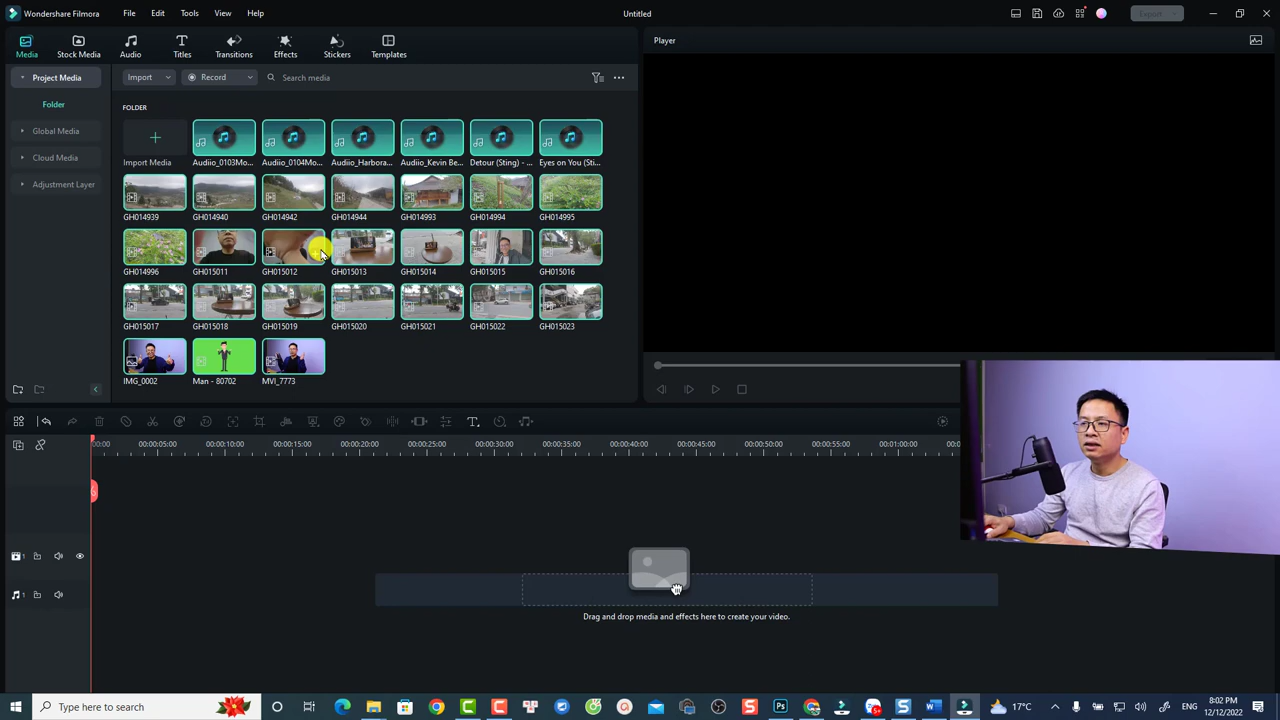 Wondershare Filmora File Edit Tools View Help Untitled Export
Media Stock Media Audio Titles Transitions Effects Stickers Templates
Player
Project Media
Import Record Search media
Folder
Global Media
Cloud Media
Adjustment Layer
FOLDER
Import Media Audiio_0103Mo... Audiio_0104Mo... Audiio_Harbora... Audiio_Kevin Be... Detour (Sting) - ... Eyes on You (Sti...
GH014939 GH014940 GH014942 GH014944 GH014993 GH014994 GH014995
GH014996 GH015011 GH015012 GH015013 GH015014 GH015015 GH015016
GH015017 GH015018 GH015019 GH015020 GH015021 GH015022 GH015023
IMG_0002 Man - 80702 MVI_7773
00:00 00:00:05:00 00:00:10:00 00:00:15:00 00:00:20:00 00:00:25:00 00:00:30:00 00:00:35:00 00:00:40:00 00:00:45:00 00:00:50:00 00:00:55:00 00:01:00:00
1
1
Drag and drop media and effects here to create your video.
Type here to search
17°C
8:02 PM
12/12/2022